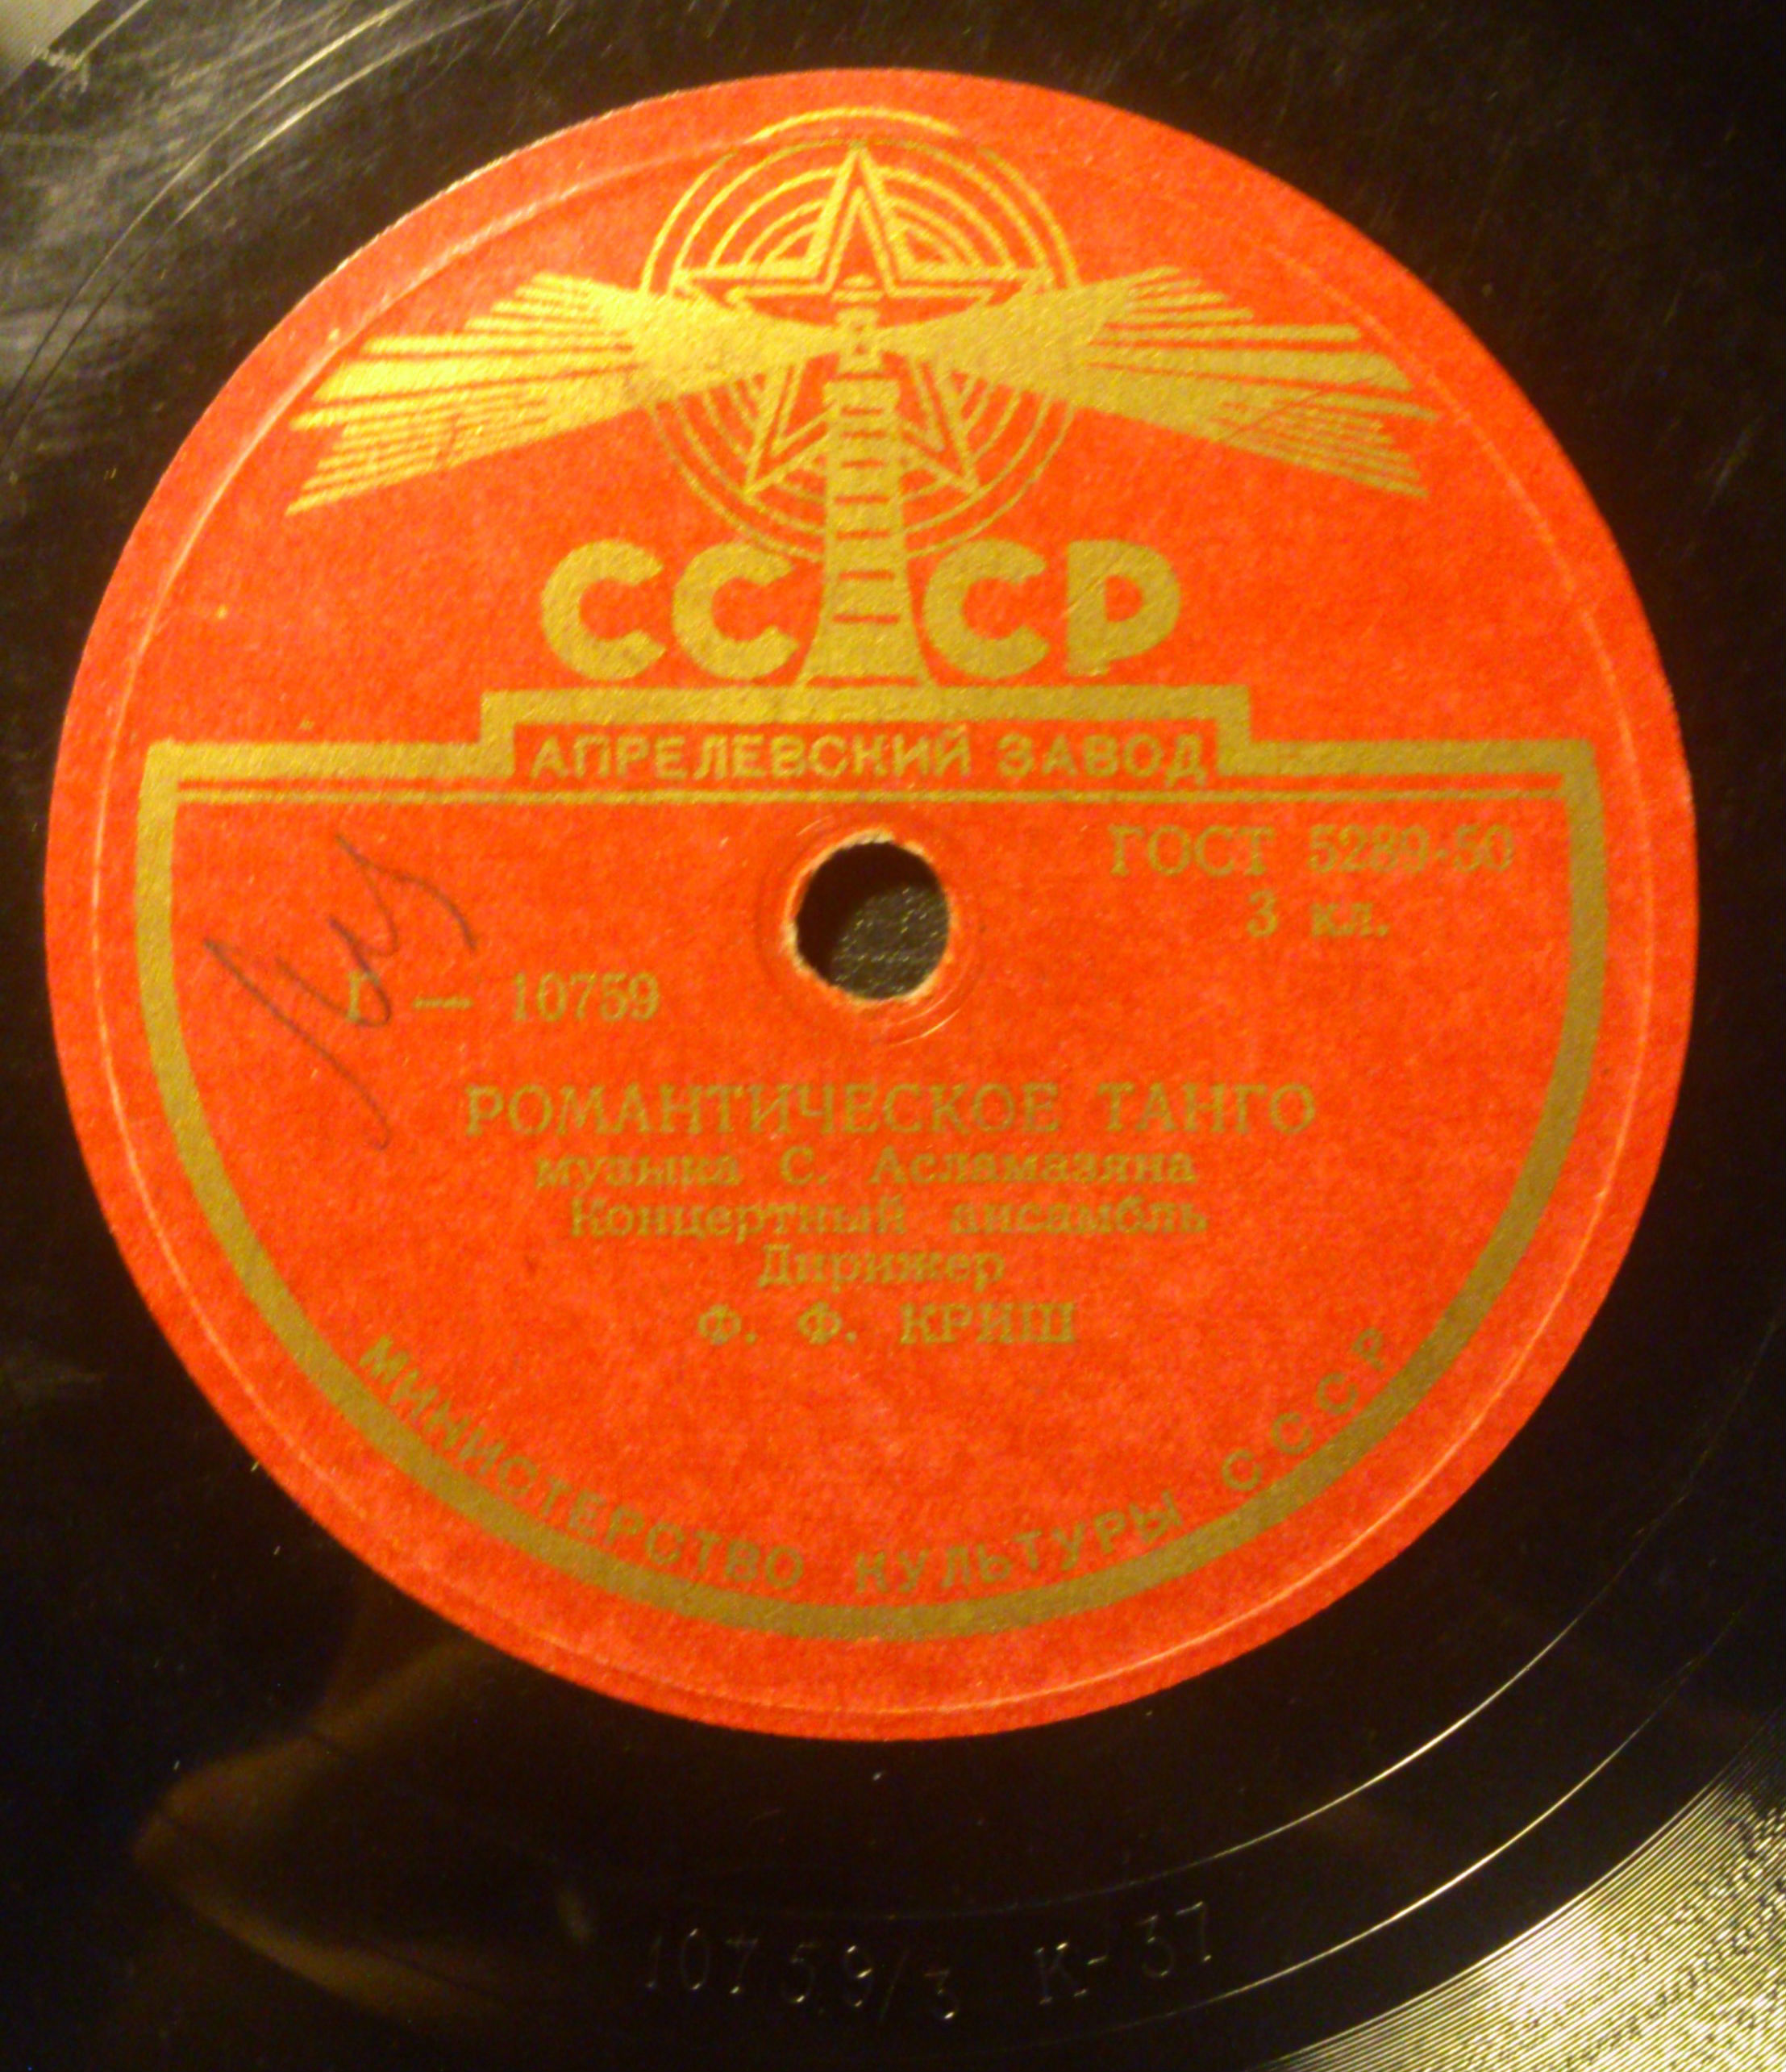 СССР
АПРЕЛЕВСКИЙ ЗАВОД
ГОСТ 5289-50
3 кл.
— 10759
РОМАНТИЧЕСКОЕ ТАНГО
музыка С. Асламазяна
Концертный ансамбль
Дирижер
Ф. Ф. КРИШ
МИНИСТЕРСТВО КУЛЬТУРЫ СССР
10759/3 К-37